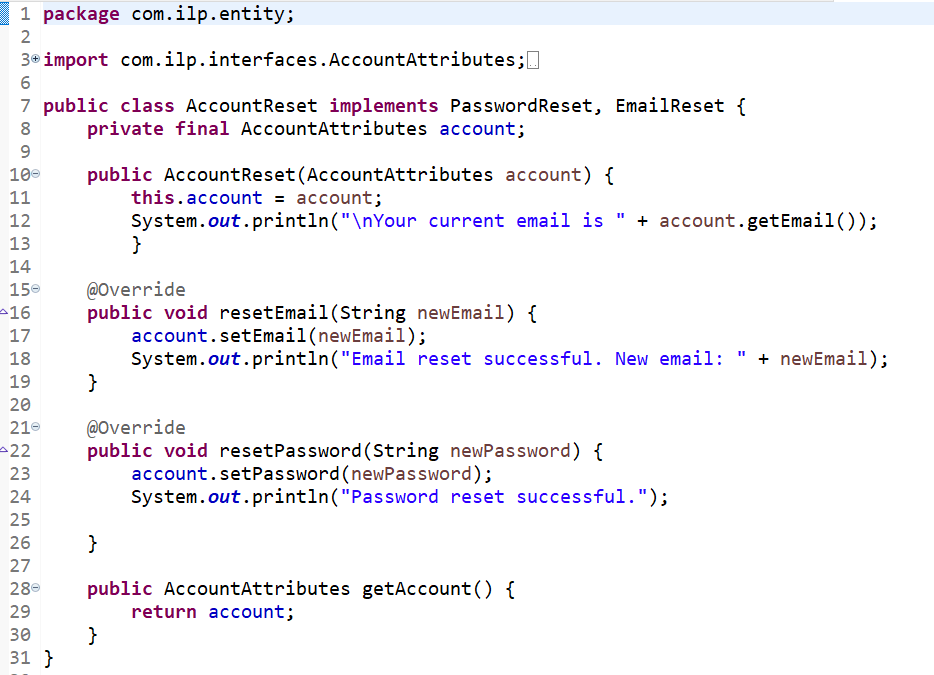 1 package com.ilp.entity;
2
3 import com.ilp.interfaces.AccountAttributes;
6
7 public class AccountReset implements PasswordReset, EmailReset {
8     private final AccountAttributes account;
9
10     public AccountReset(AccountAttributes account) {
11         this.account = account;
12         System.out.println("\nYour current email is " + account.getEmail());
13         }
14
15     @Override
16     public void resetEmail(String newEmail) {
17         account.setEmail(newEmail);
18         System.out.println("Email reset successful. New email: " + newEmail);
19     }
20
21     @Override
22     public void resetPassword(String newPassword) {
23         account.setPassword(newPassword);
24         System.out.println("Password reset successful.");
25
26     }
27
28     public AccountAttributes getAccount() {
29         return account;
30     }
31 }